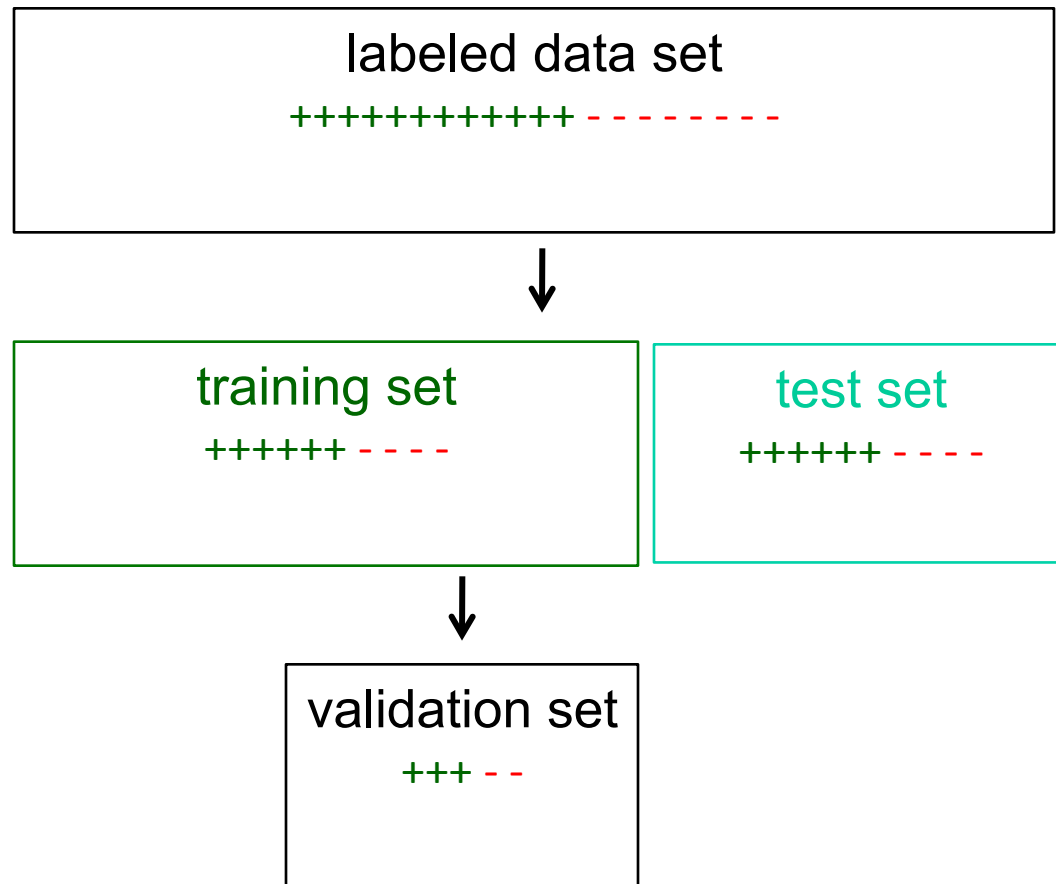 labeled data set
++++++++++++ - - - - - - - -
training set
++++++ - - - -
test set
++++++ - - - -
validation set
+++ - -